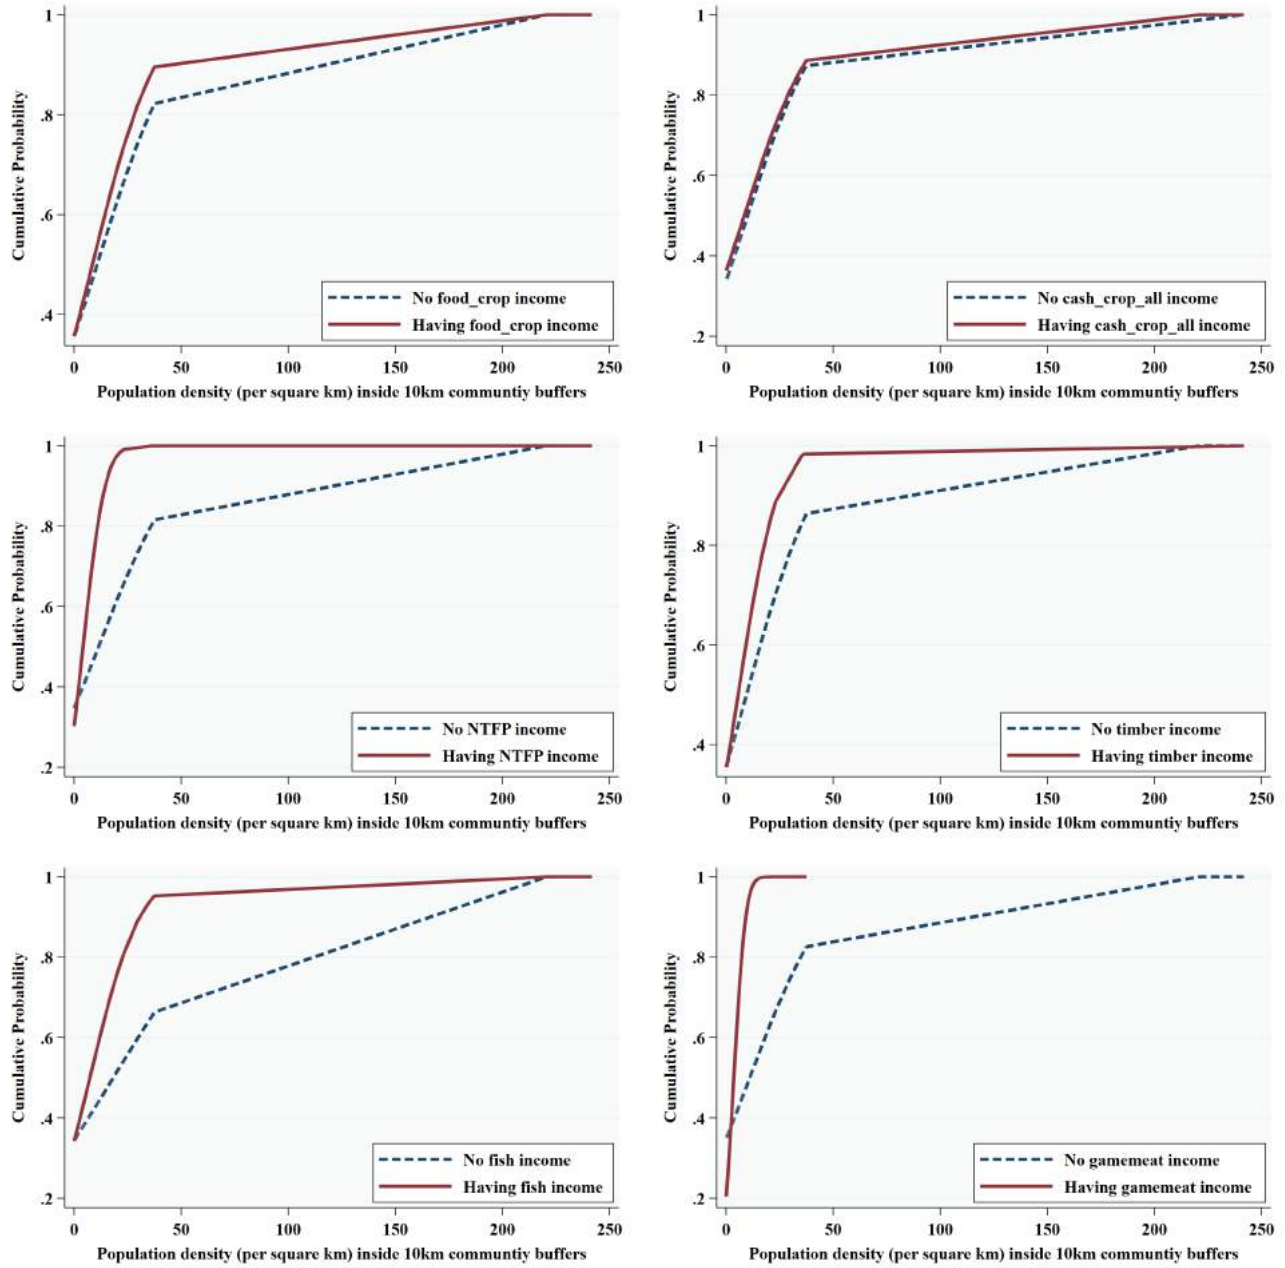 1
.8
.6
.4
Cumulative Probability
No food_crop income
Having food_crop income
0 50 100 150 200 250
Population density (per square km) inside 10km communtiy buffers
1
.8
.6
.4
.2
Cumulative Probability
No cash_crop_all income
Having cash_crop_all income
0 50 100 150 200 250
Population density (per square km) inside 10km communtiy buffers
1
.8
.6
.4
.2
Cumulative Probability
No NTFP income
Having NTFP income
0 50 100 150 200 250
Population density (per square km) inside 10km communtiy buffers
1
.8
.6
.4
Cumulative Probability
No timber income
Having timber income
0 50 100 150 200 250
Population density (per square km) inside 10km communtiy buffers
1
.8
.6
.4
.2
Cumulative Probability
No fish income
Having fish income
0 50 100 150 200 250
Population density (per square km) inside 10km communtiy buffers
1
.8
.6
.4
.2
Cumulative Probability
No gamemeat income
Having gamemeat income
0 50 100 150 200 250
Population density (per square km) inside 10km communtiy buffers